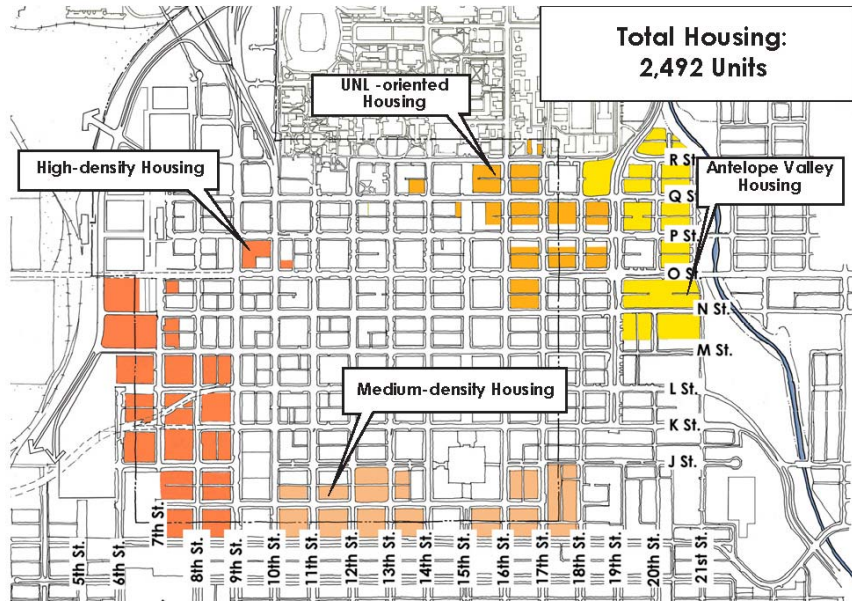 Total Housing:
2,492 Units
UNL -oriented
Housing
High-density Housing
R St.
Antelope Valley
Housing
Q St
P St.
O St.
N St.
M St.
Medium-density Housing
L St.
K St.
J St.
5th St.
6th St.
7th St.
8th St.
9th St.
10th St.
11th St.
12th St.
13th St.
14th St.
15th St.
16th St.
17th St.
18th St.
19th St.
20th St.
21st St.